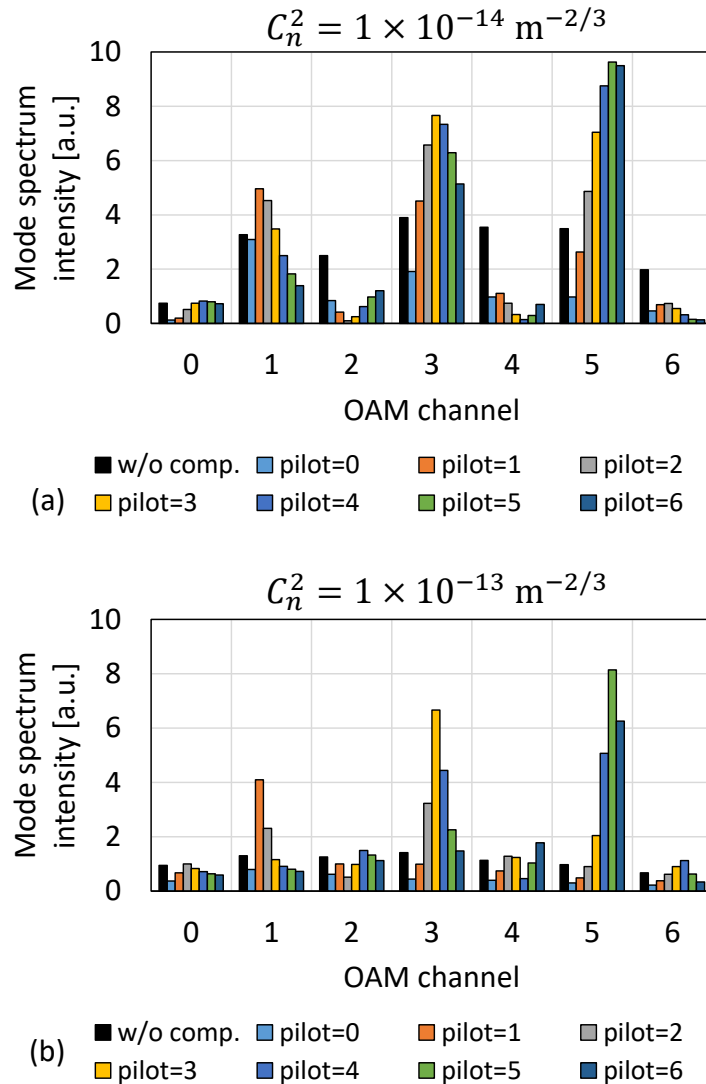 $C_n^2 = 1 \times 10^{-14}\ \mathrm{m}^{-2/3}$
Mode spectrum
intensity [a.u.]
10
8
6
4
2
0
0 1 2 3 4 5 6
OAM channel
w/o comp. pilot=0 pilot=1 pilot=2
(a) pilot=3 pilot=4 pilot=5 pilot=6
$C_n^2 = 1 \times 10^{-13}\ \mathrm{m}^{-2/3}$
Mode spectrum
intensity [a.u.]
10
8
6
4
2
0
0 1 2 3 4 5 6
OAM channel
w/o comp. pilot=0 pilot=1 pilot=2
(b) pilot=3 pilot=4 pilot=5 pilot=6